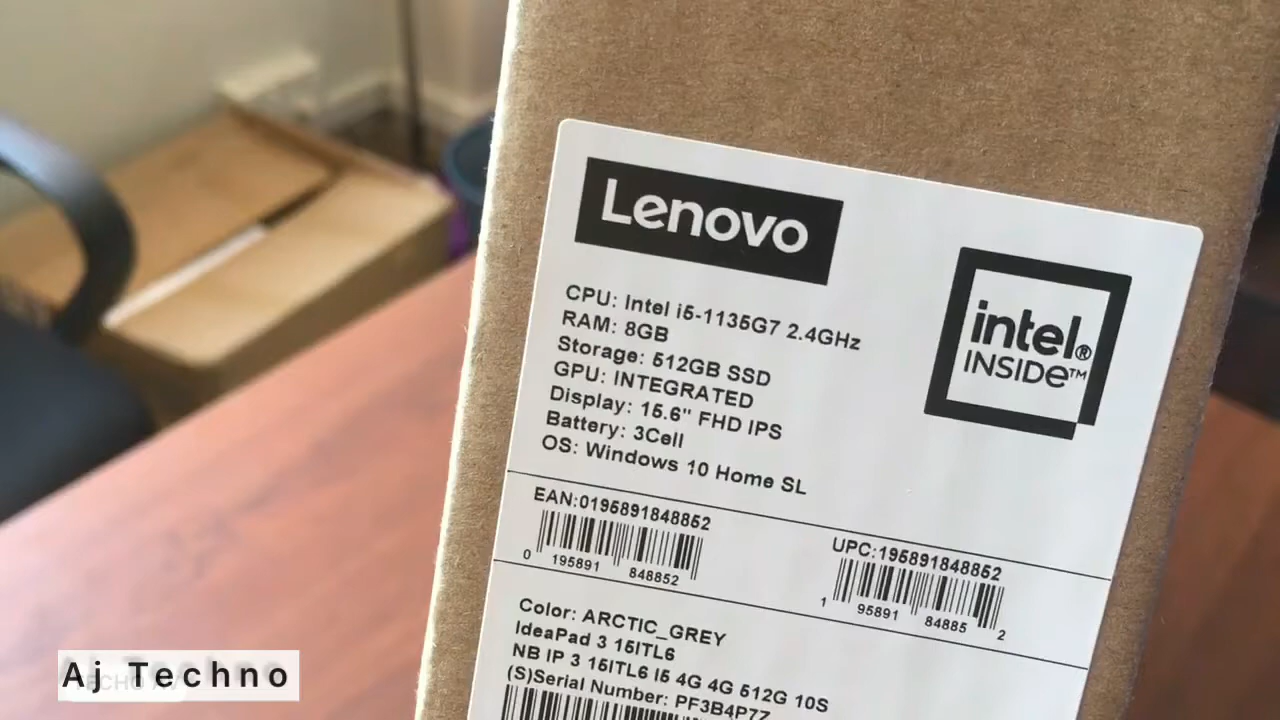 Lenovo
intel®
INSIDE™
CPU: Intel i5-1135G7 2.4GHz
RAM: 8GB
Storage: 512GB SSD
GPU: INTEGRATED
Display: 15.6" FHD IPS
Battery: 3Cell
OS: Windows 10 Home SL
EAN:0195891848852
0 195891 848852
UPC:195891848852
1 95891 84885 2
Color: ARCTIC_GREY
IdeaPad 3 15ITL6
NB IP 3 15ITL6 I5 4G 4G 512G 10S
(S)Serial Number: PF3B4P7Z
Aj Techno